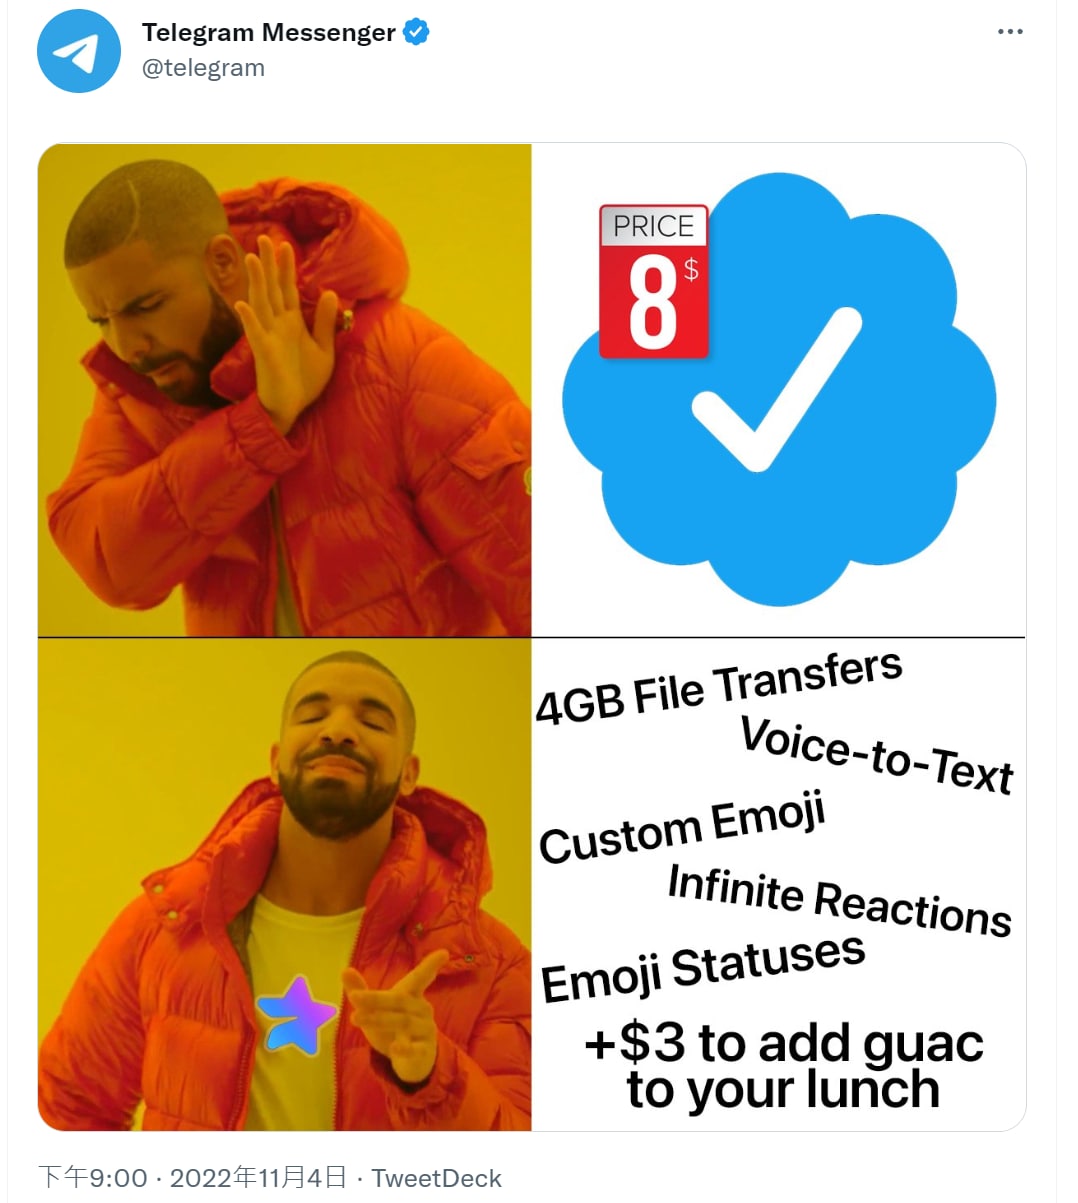 Telegram Messenger
@telegram
PRICE
8$
4GB File Transfers
Voice-to-Text
Custom Emoji
Infinite Reactions
Emoji Statuses
+$3 to add guac
to your lunch
下午9:00 · 2022年11月4日 · TweetDeck